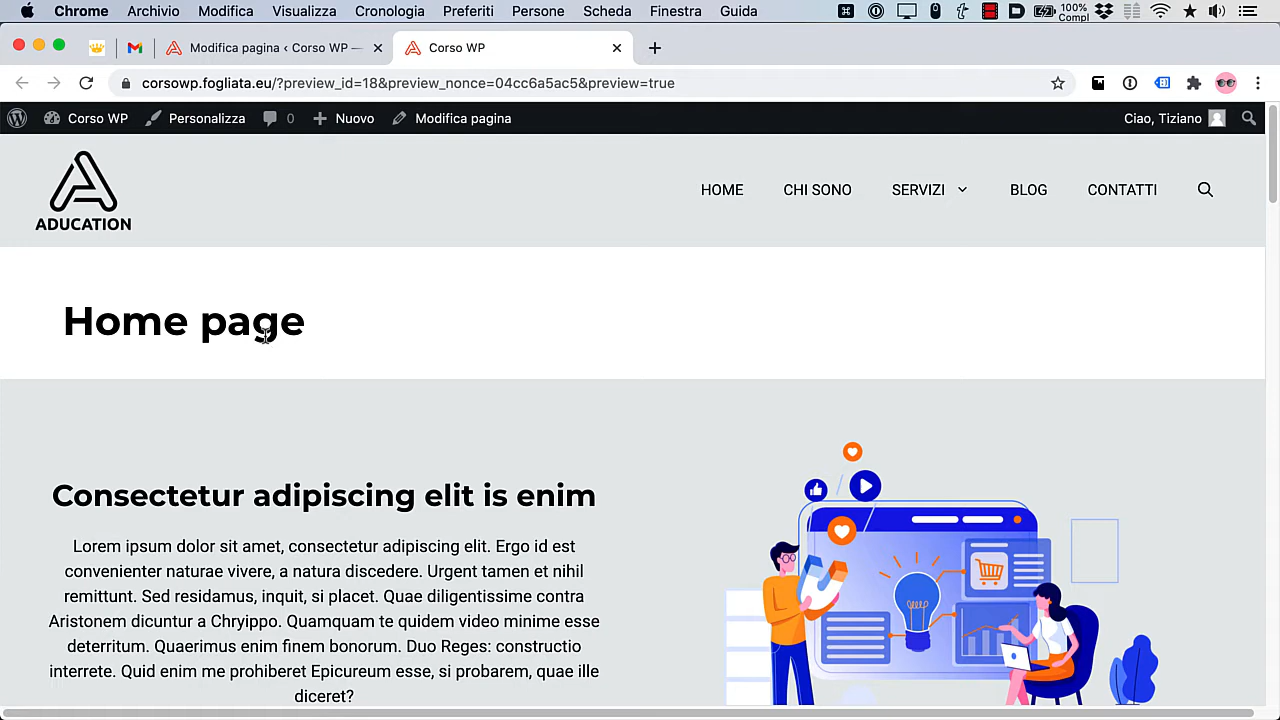 Chrome Archivio Modifica Visualizza Cronologia Preferiti Persone Scheda Finestra Guida 100% Compl
Modifica pagina ‹ Corso WP — Corso WP
corsowp.fogliata.eu/?preview_id=18&preview_nonce=04cc6a5ac5&preview=true
Corso WP Personalizza 0 Nuovo Modifica pagina Ciao, Tiziano
ADUCATION
HOME CHI SONO SERVIZI BLOG CONTATTI
Home page
Consectetur adipiscing elit is enim
Lorem ipsum dolor sit amet, consectetur adipiscing elit. Ergo id est
convenienter naturae vivere, a natura discedere. Urgent tamen et nihil
remittunt. Sed residamus, inquit, si placet. Quae diligentissime contra
Aristonem dicuntur a Chryippo. Quamquam te quidem video minime esse
deterritum. Quaerimus enim finem bonorum. Duo Reges: constructio
interrete. Quid enim me prohiberet Epicureum esse, si probarem, quae ille
diceret?